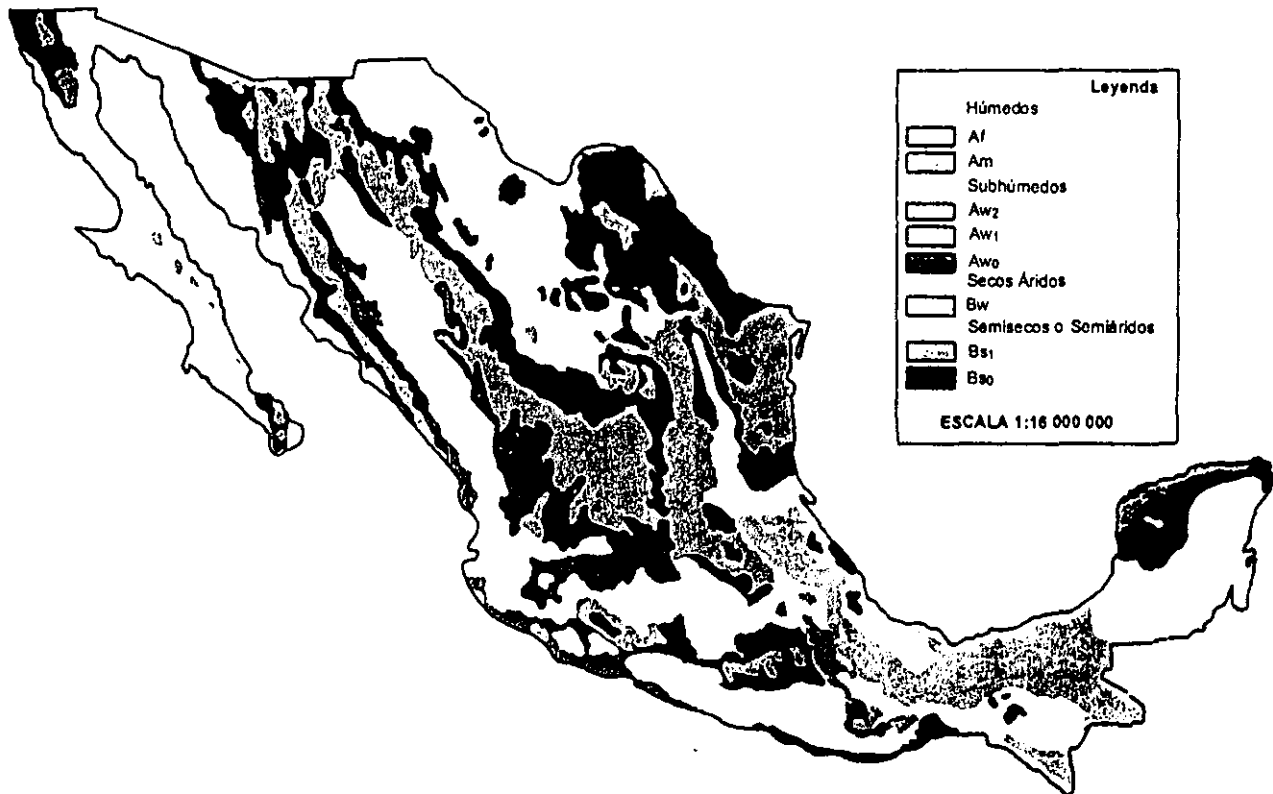 Leyenda
Húmedos
Af
Am
Subhúmedos
Aw2
Aw1
Aw0
Secos Áridos
Bw
Semisecos o Semiáridos
Bs1
Bs0
ESCALA 1:16 000 000